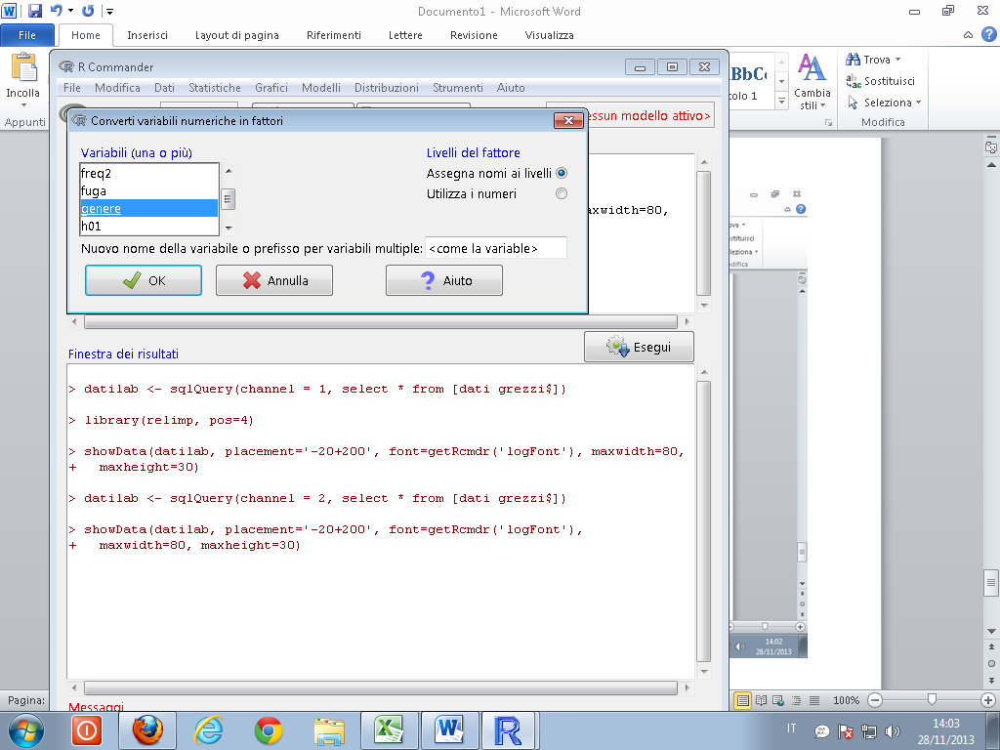 Documento1 - Microsoft Word
File Home Inserisci Layout di pagina Riferimenti Lettere Revisione Visualizza
Incolla
Appunti
Cambia stili
Trova
Sostituisci
Seleziona
Modifica
R Commander
File Modifica Dati Statistiche Grafici Modelli Distribuzioni Strumenti Aiuto
essun modello attivo>
axwidth=80,
Converti variabili numeriche in fattori
Variabili (una o più)
freq2
fuga
genere
h01
Livelli del fattore
Assegna nomi ai livelli
Utilizza i numeri
Nuovo nome della variabile o prefisso per variabili multiple: <come la variable>
OK Annulla Aiuto
Esegui
Finestra dei risultati
> datilab <- sqlQuery(channel = 1, select * from [dati grezzi$])
> library(relimp, pos=4)
> showData(datilab, placement='-20+200', font=getRcmdr('logFont'), maxwidth=80,
+   maxheight=30)
> datilab <- sqlQuery(channel = 2, select * from [dati grezzi$])
> showData(datilab, placement='-20+200', font=getRcmdr('logFont'),
+   maxwidth=80, maxheight=30)
Messaggi
14:02
28/11/2013
Pagina:
100%
IT
14:03
28/11/2013